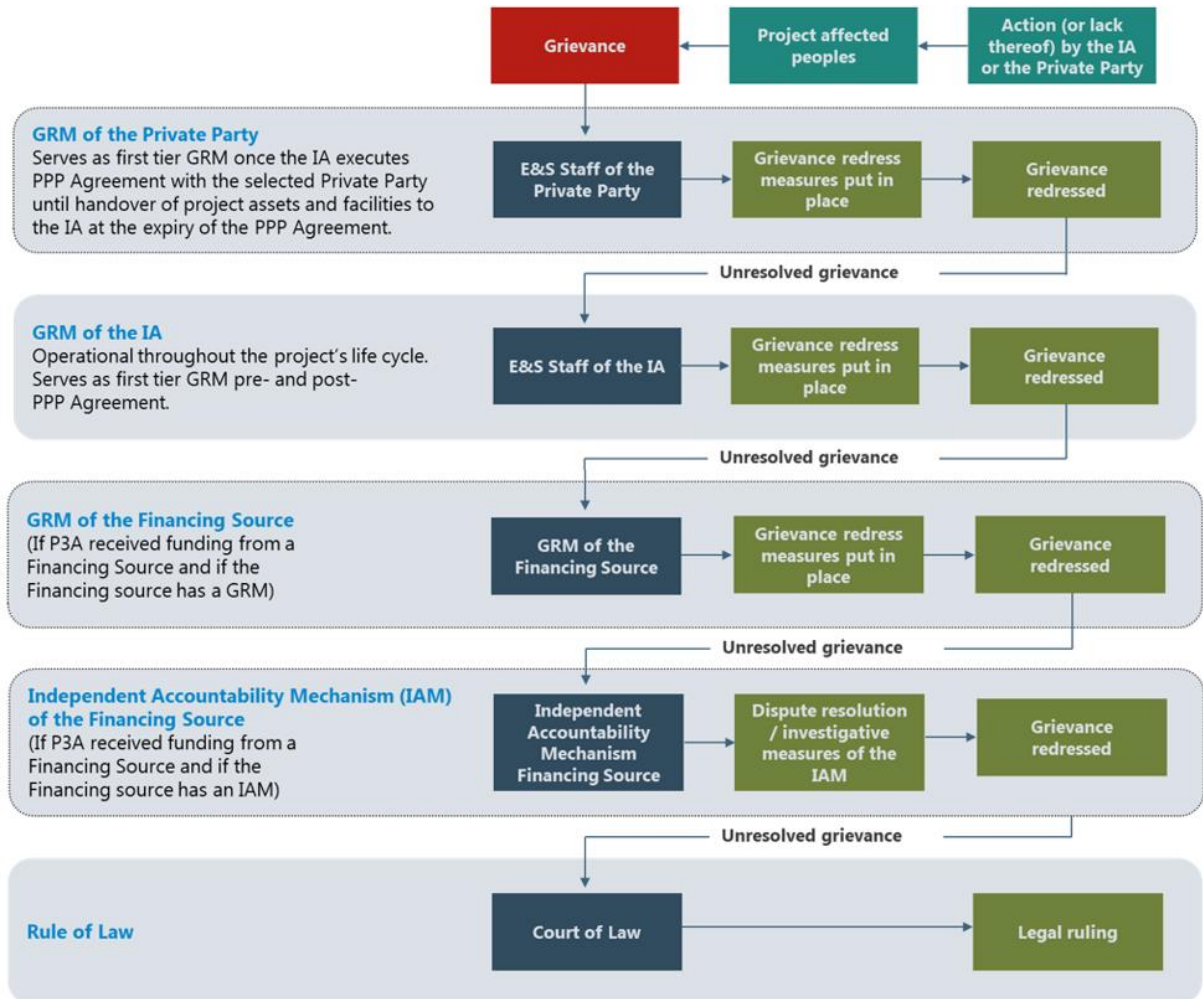 Grievance
Project affected
peoples
Action (or lack
thereof) by the IA
or the Private Party
GRM of the Private Party
Serves as first tier GRM once the IA executes
PPP Agreement with the selected Private Party
until handover of project assets and facilities to
the IA at the expiry of the PPP Agreement.
E&S Staff of the
Private Party
Grievance redress
measures put in
place
Grievance
redressed
Unresolved grievance
GRM of the IA
Operational throughout the project's life cycle.
Serves as first tier GRM pre- and post-
PPP Agreement.
E&S Staff of the IA
Grievance redress
measures put in
place
Grievance
redressed
Unresolved grievance
GRM of the Financing Source
(If P3A received funding from a
Financing Source and if the
Financing source has a GRM)
GRM of the
Financing Source
Grievance redress
measures put in
place
Grievance
redressed
Unresolved grievance
Independent Accountability Mechanism (IAM)
of the Financing Source
(If P3A received funding from a
Financing Source and if the
Financing source has an IAM)
Independent
Accountability
Mechanism
Financing Source
Dispute resolution
/ investigative
measures of the
IAM
Grievance
redressed
Unresolved grievance
Rule of Law
Court of Law
Legal ruling